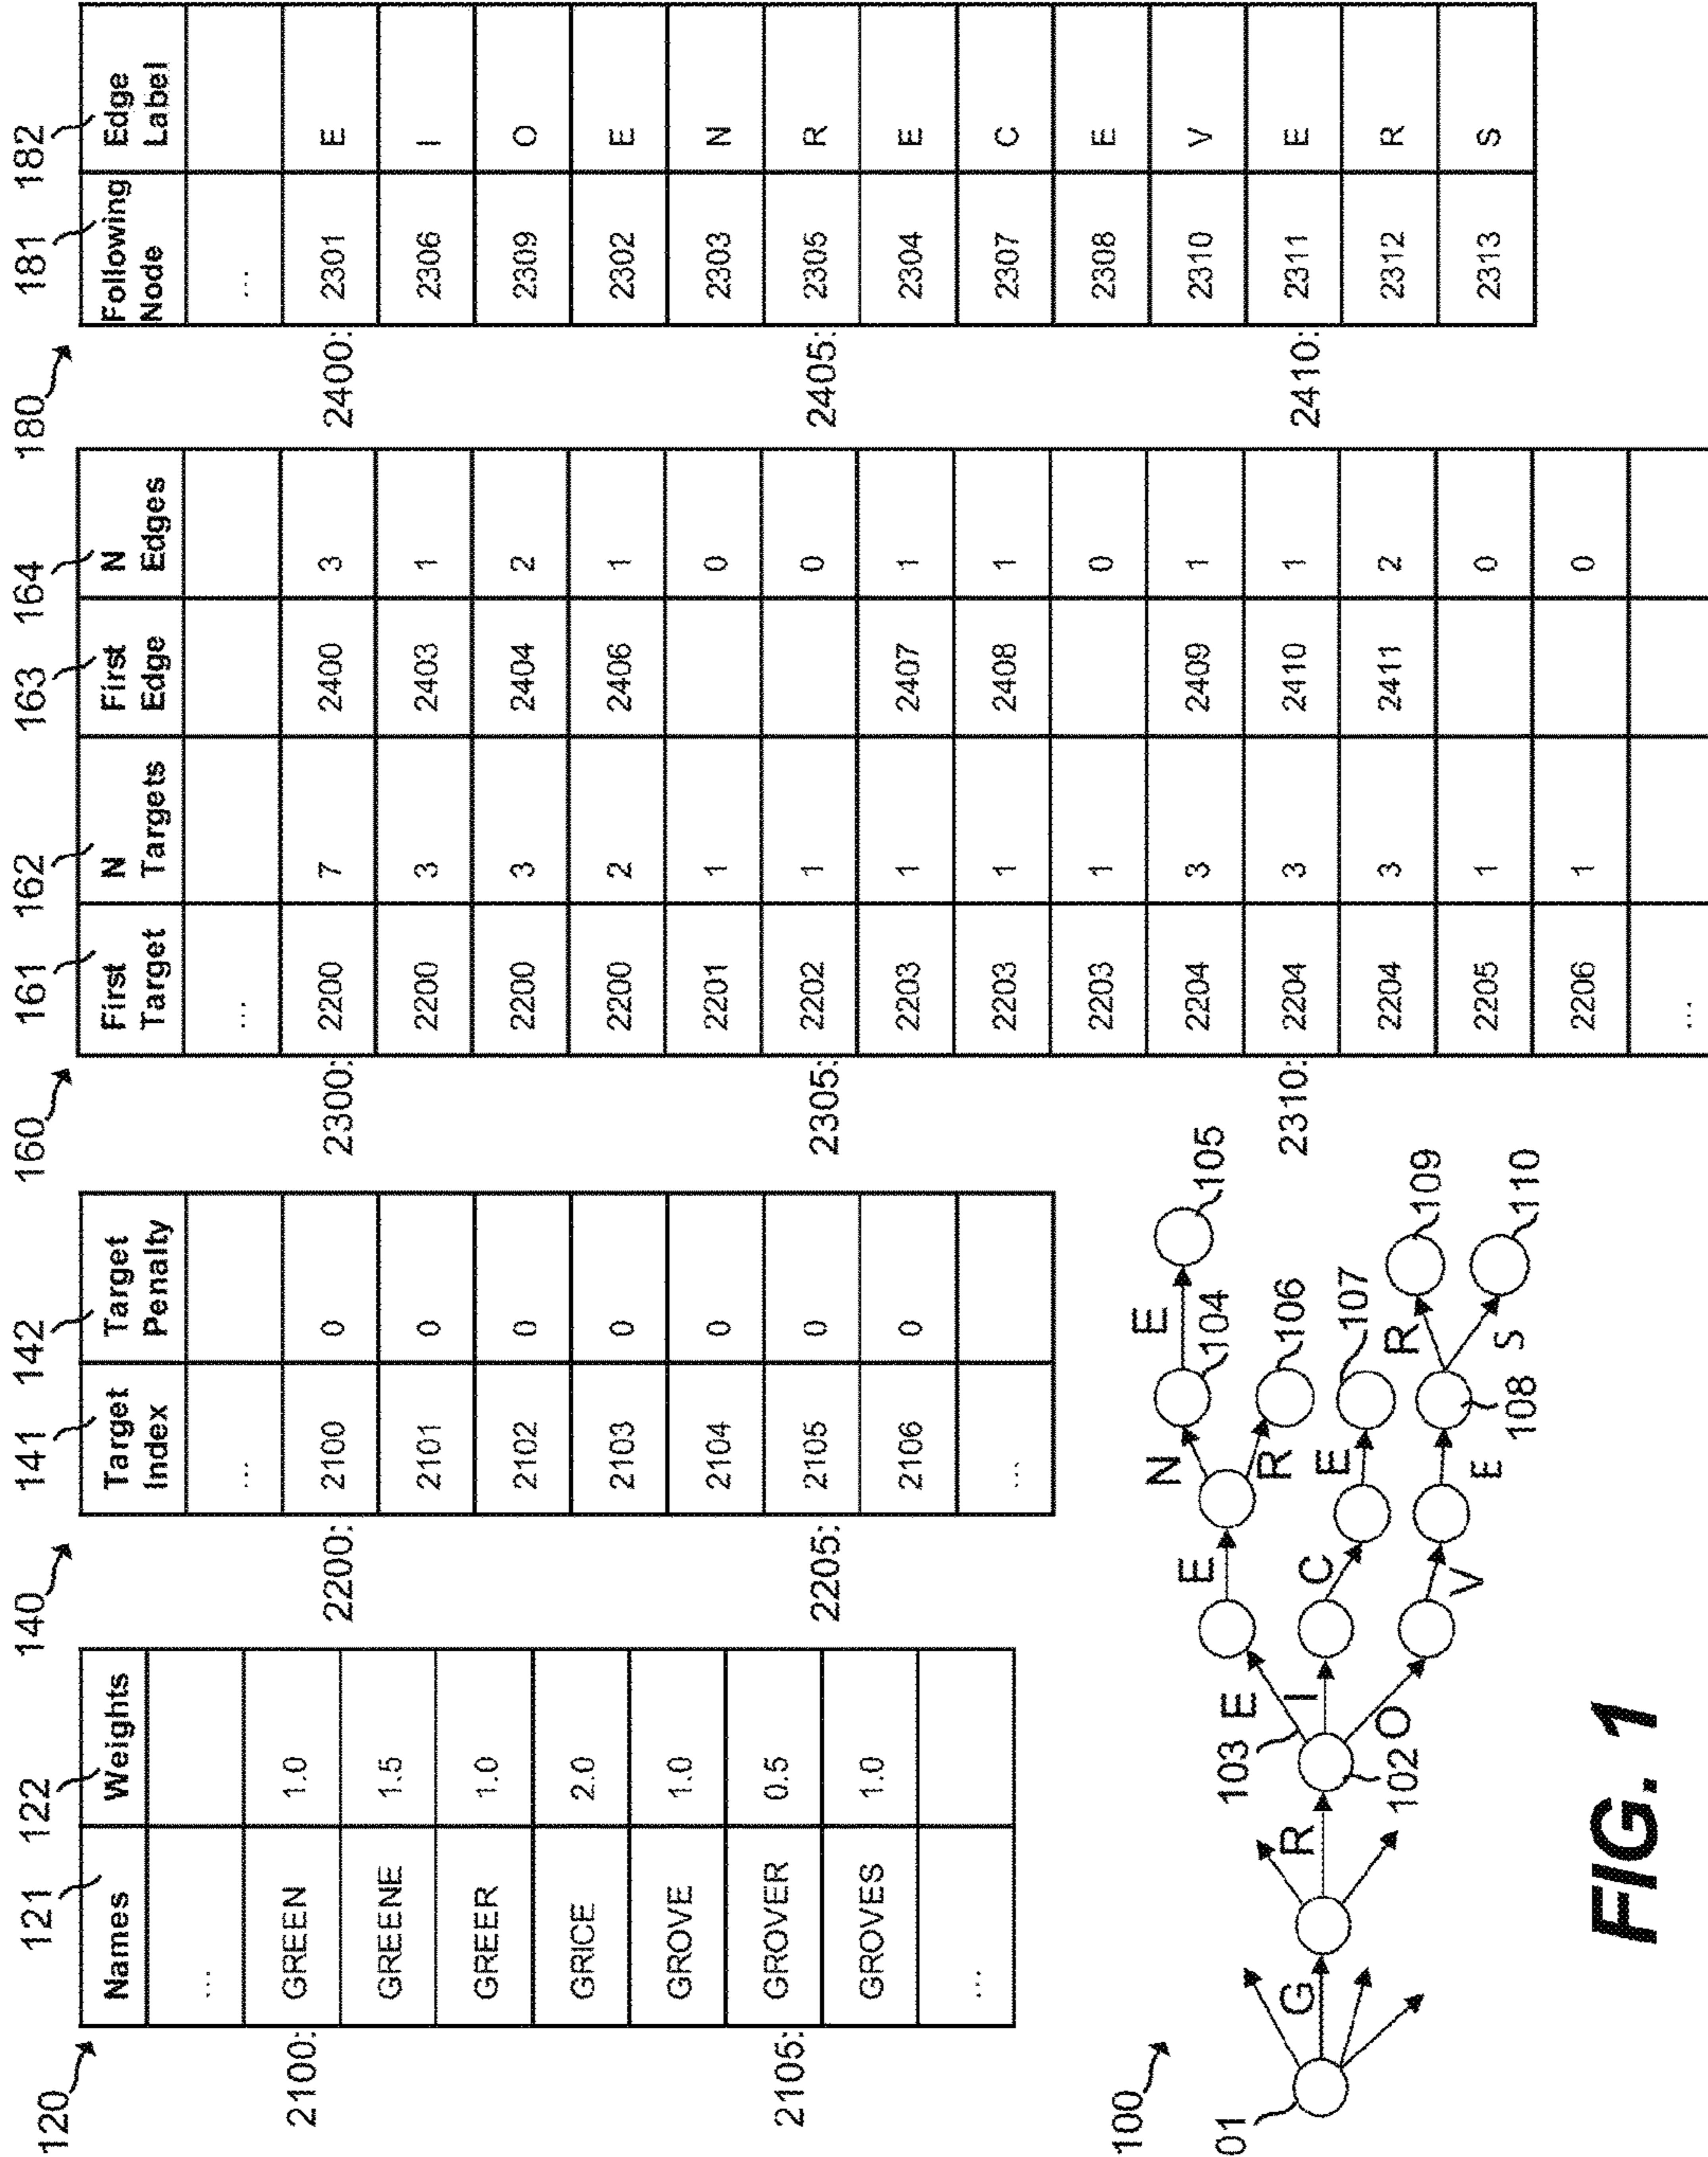 120
121 122
Names Weights
...
2100: GREEN 1.0
GREENE 1.5
GREER 1.0
GRICE 2.0
GROVE 1.0
2105: GROVER 0.5
GROVES 1.0
...
140
141 142
Target Index Target Penalty
...
2200: 2100 0
2101 0
2102 0
2103 0
2104 0
2205: 2105 0
2106 0
...
160
161 162 163 164
First Target N Targets First Edge N Edges
...
2300: 2200 7 2400 3
2200 3 2403 1
2200 3 2404 2
2200 2 2406 1
2201 1 0
2305: 2202 1 0
2203 1 2407 1
2203 1 2408 1
2203 1 0
2204 3 2409 1
2310: 2204 3 2410 1
2204 3 2411 2
2205 1 0
2206 1 0
...
180
181 182
Following Node Edge Label
...
2400: 2301 E
2306 I
2309 O
2302 E
2303 N
2405: 2305 R
2304 E
2307 C
2308 E
2310 V
2410: 2311 E
2312 R
2313 S
100
01
G
R
102
103
E
I
O
E
C
V
N
R
E
E
E
104
105
106
107
108
R
S
109
110
FIG. 1